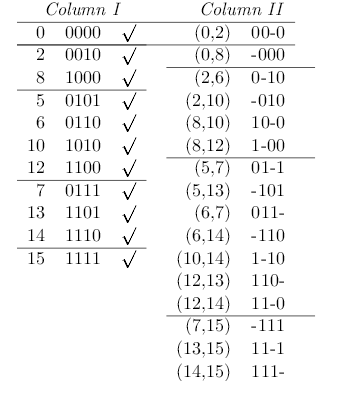 Column I Column II
0 0000 ✓ (0,2) 00-0
2 0010 ✓ (0,8) -000
8 1000 ✓ (2,6) 0-10
5 0101 ✓ (2,10) -010
6 0110 ✓ (8,10) 10-0
10 1010 ✓ (8,12) 1-00
12 1100 ✓ (5,7) 01-1
7 0111 ✓ (5,13) -101
13 1101 ✓ (6,7) 011-
14 1110 ✓ (6,14) -110
15 1111 ✓ (10,14) 1-10
(12,13) 110-
(12,14) 11-0
(7,15) -111
(13,15) 11-1
(14,15) 111-